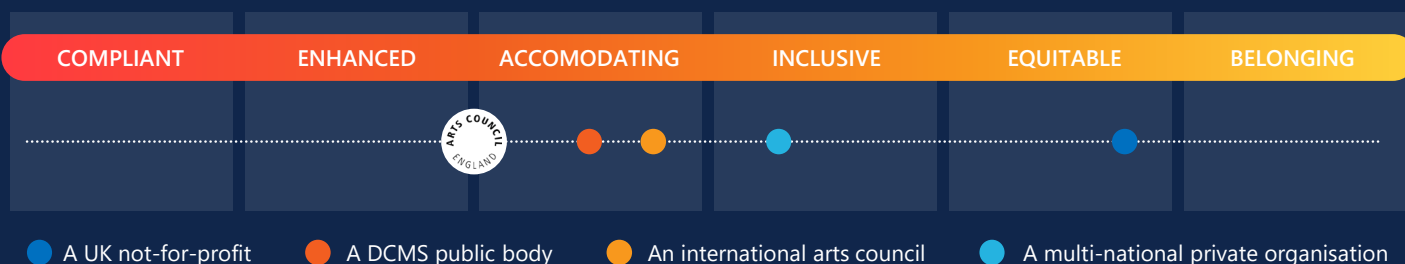 COMPLIANT ENHANCED ACCOMODATING INCLUSIVE EQUITABLE BELONGING
ARTS COUNCIL
ENGLAND
A UK not-for-profit A DCMS public body An international arts council A multi-national private organisation